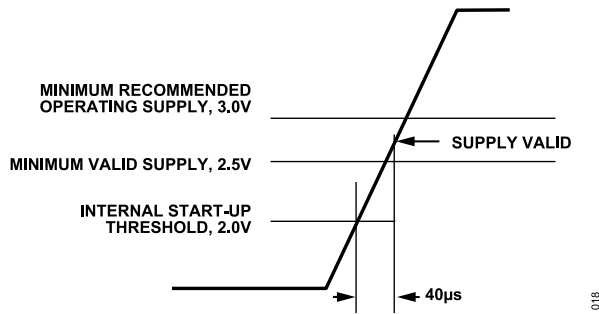 MINIMUM RECOMMENDED
OPERATING SUPPLY, 3.0V
SUPPLY VALID
MINIMUM VALID SUPPLY, 2.5V
INTERNAL START-UP
THRESHOLD, 2.0V
40µs
018